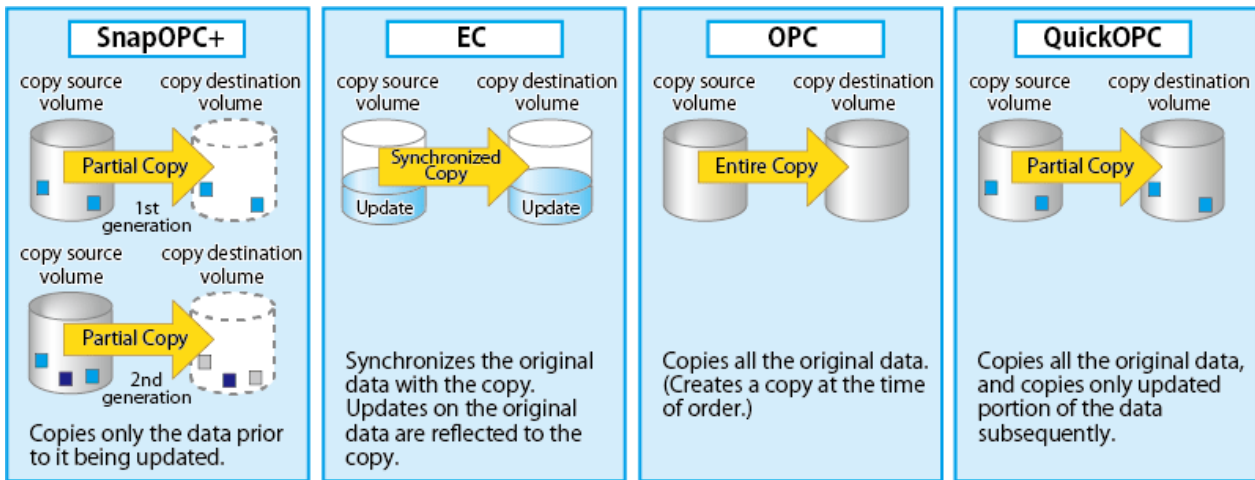 SnapOPC+
copy source
volume
copy destination
volume
Partial Copy
1st
generation
copy source
volume
copy destination
volume
Partial Copy
2nd
generation
Copies only the data prior
to it being updated.
EC
copy source
volume
copy destination
volume
Synchronized
Copy
Update
Update
Synchronizes the original
data with the copy.
Updates on the original
data are reflected to the
copy.
OPC
copy source
volume
copy destination
volume
Entire Copy
Copies all the original data.
(Creates a copy at the time
of order.)
QuickOPC
copy source
volume
copy destination
volume
Partial Copy
Copies all the original data,
and copies only updated
portion of the data
subsequently.